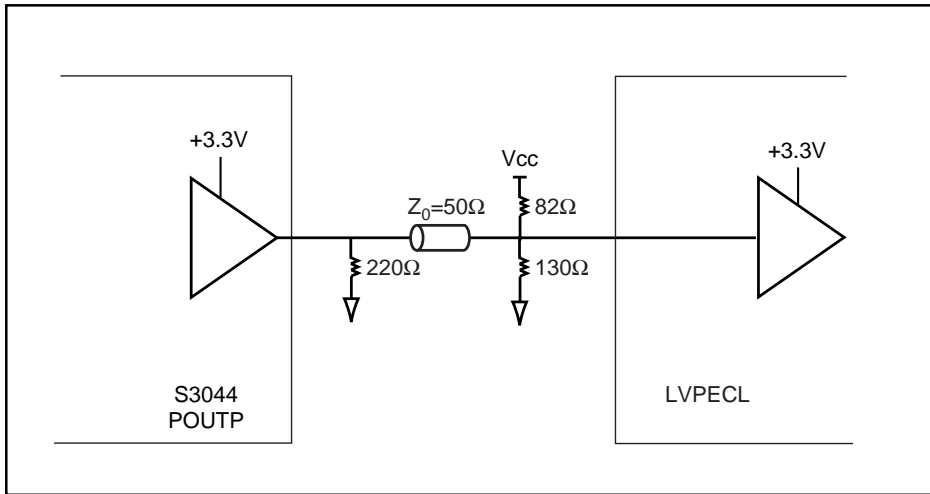 +3.3V
Vcc
+3.3V
Z₀=50Ω
82Ω
220Ω
130Ω
S3044
POUTP
LVPECL